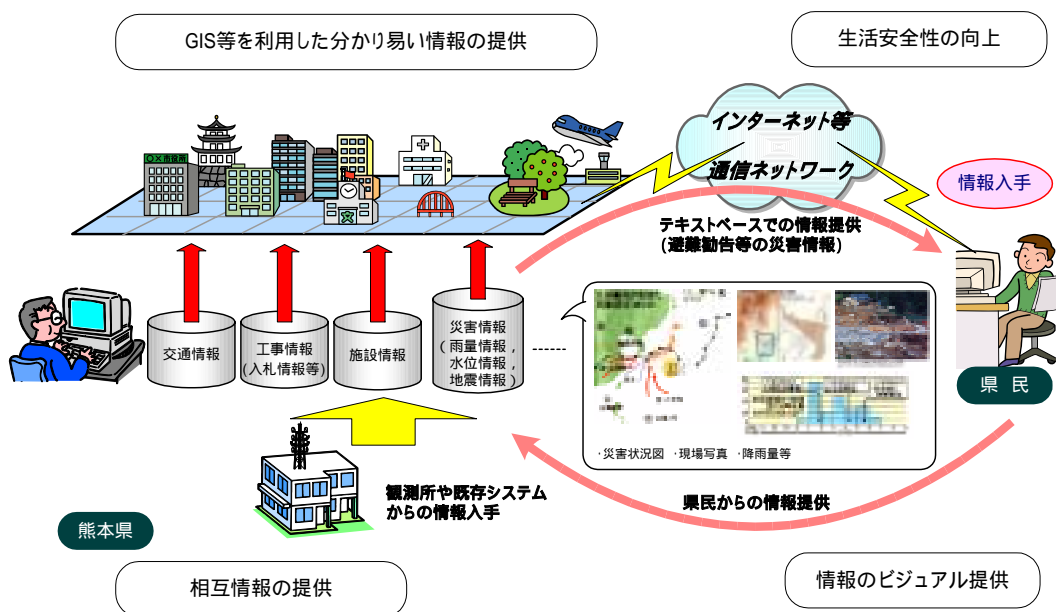 GIS等を利用した分かり易い情報の提供
生活安全性の向上
インターネット等
通信ネットワーク
○×市役所
文
情報入手
テキストベースでの情報提供
(避難勧告等の災害情報)
交通情報
工事情報
(入札情報等)
施設情報
災害情報
(雨量情報,
水位情報,
地震情報)
県 民
・災害状況図 ・現場写真 ・降雨量等
観測所や既存システム
からの情報入手
県民からの情報提供
熊本県
相互情報の提供
情報のビジュアル提供